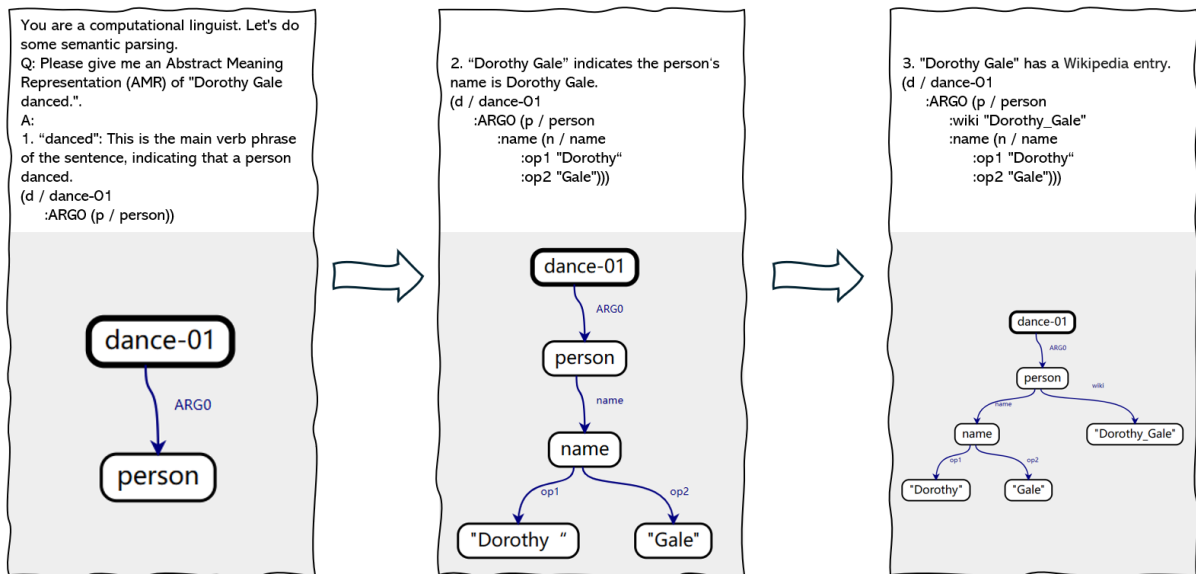 You are a computational linguist. Let's do
some semantic parsing.
Q: Please give me an Abstract Meaning
Representation (AMR) of "Dorothy Gale
danced.".
A:
1. “danced": This is the main verb phrase
of the sentence, indicating that a person
danced.
(d / dance-01
:ARG0 (p / person))
dance-01
ARG0
person
2. “Dorothy Gale” indicates the person's
name is Dorothy Gale.
(d / dance-01
:ARG0 (p / person
:name (n / name
:op1 "Dorothy“
:op2 "Gale")))
dance-01
ARG0
person
name
name
op1
op2
"Dorothy “
"Gale"
3. "Dorothy Gale" has a Wikipedia entry.
(d / dance-01
:ARG0 (p / person
:wiki "Dorothy_Gale"
:name (n / name
:op1 "Dorothy“
:op2 "Gale")))
dance-01
ARG0
person
name
wiki
name
"Dorothy_Gale"
op1
op2
"Dorothy"
"Gale"